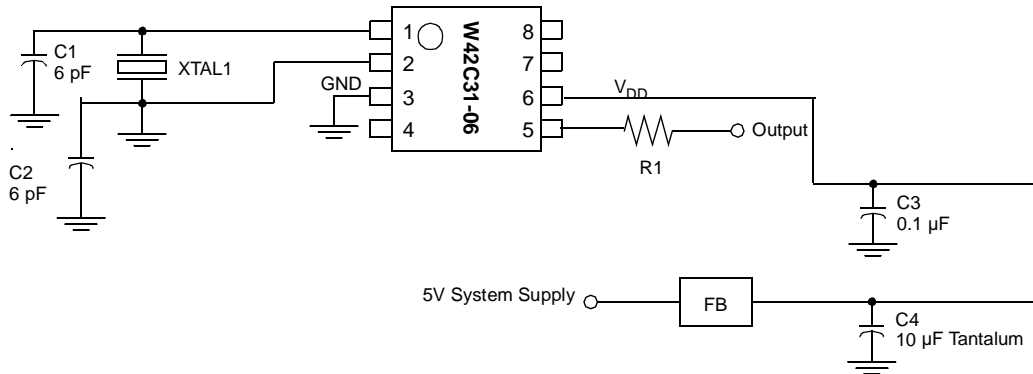 C1
6 pF
XTAL1
C2
6 pF
GND
1
2
3
4
W42C31-06
8
7
6
5
VDD
R1
Output
C3
0.1 µF
5V System Supply
FB
C4
10 µF Tantalum